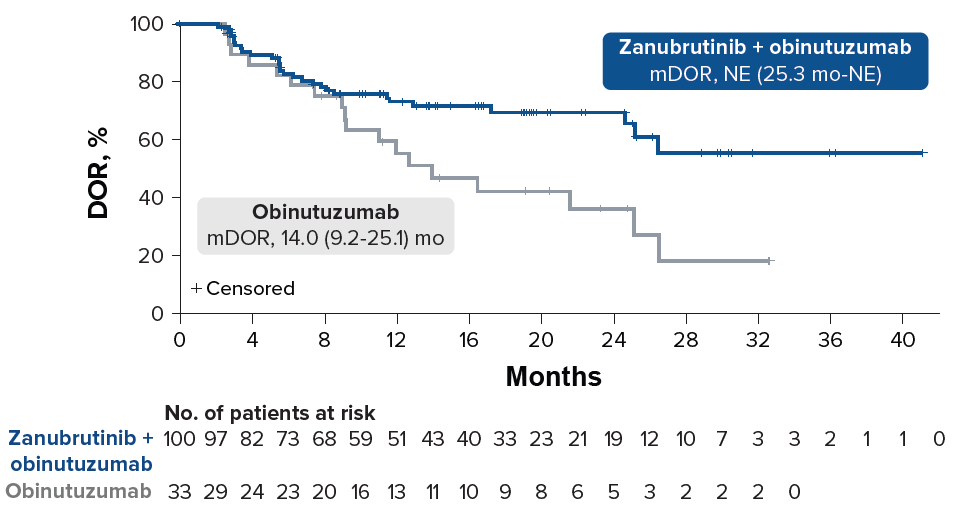 100
80
60
40
20
0
DOR, %
Zanubrutinib + obinutuzumab
mDOR, NE (25.3 mo-NE)
Obinutuzumab
mDOR, 14.0 (9.2-25.1) mo
+ Censored
0 4 8 12 16 20 24 28 32 36 40
Months
No. of patients at risk
Zanubrutinib + 100 97 82 73 68 59 51 43 40 33 23 21 19 12 10 7 3 3 2 1 1 0
obinutuzumab
Obinutuzumab 33 29 24 23 20 16 13 11 10 9 8 6 5 3 2 2 2 0